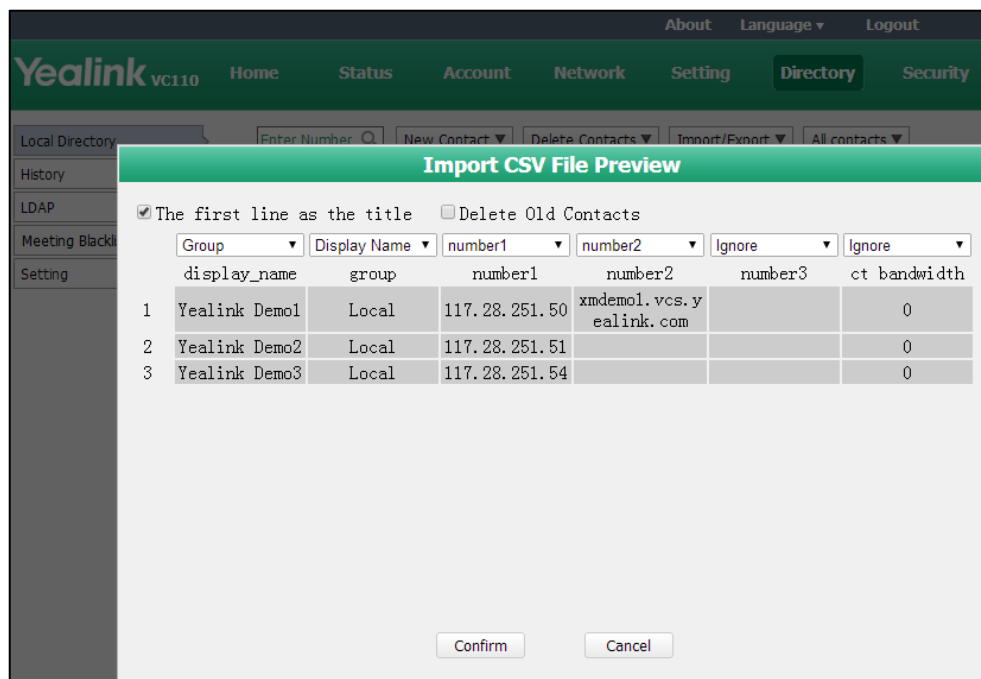 About Language ▾ Logout
Yealink VC110 Home Status Account Network Setting Directory Security
Local Directory Enter Number New Contact ▼ Delete Contacts ▼ Import/Export ▼ All contacts ▼
Import CSV File Preview
History
LDAP
Meeting Blackli
Setting
The first line as the title Delete Old Contacts
Group ▼ Display Name ▼ number1 ▼ number2 ▼ Ignore ▼ Ignore ▼
display_name group number1 number2 number3 ct bandwidth
1 Yealink Demo1 Local 117.28.251.50 xmdemo1.vcs.y 0
ealink.com
2 Yealink Demo2 Local 117.28.251.51 0
3 Yealink Demo3 Local 117.28.251.54 0
Confirm Cancel